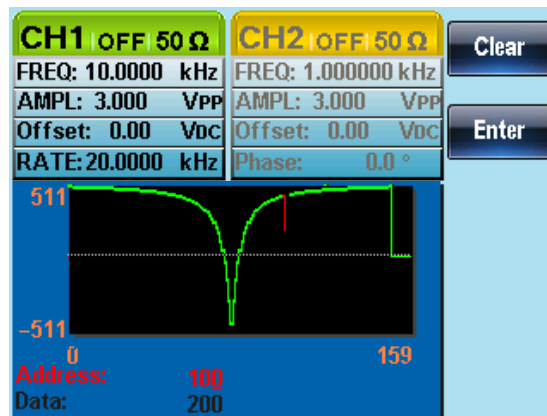 CH1 OFF 50 Ω
CH2 OFF 50 Ω
Clear
FREQ: 10.0000 kHz
FREQ: 1.000000 kHz
AMPL: 3.000 VPP
AMPL: 3.000 VPP
Offset: 0.00 VDC
Offset: 0.00 VDC
Enter
RATE:20.0000 kHz
Phase: 0.0 °
511
-511
0
159
Address: 100
Data: 200